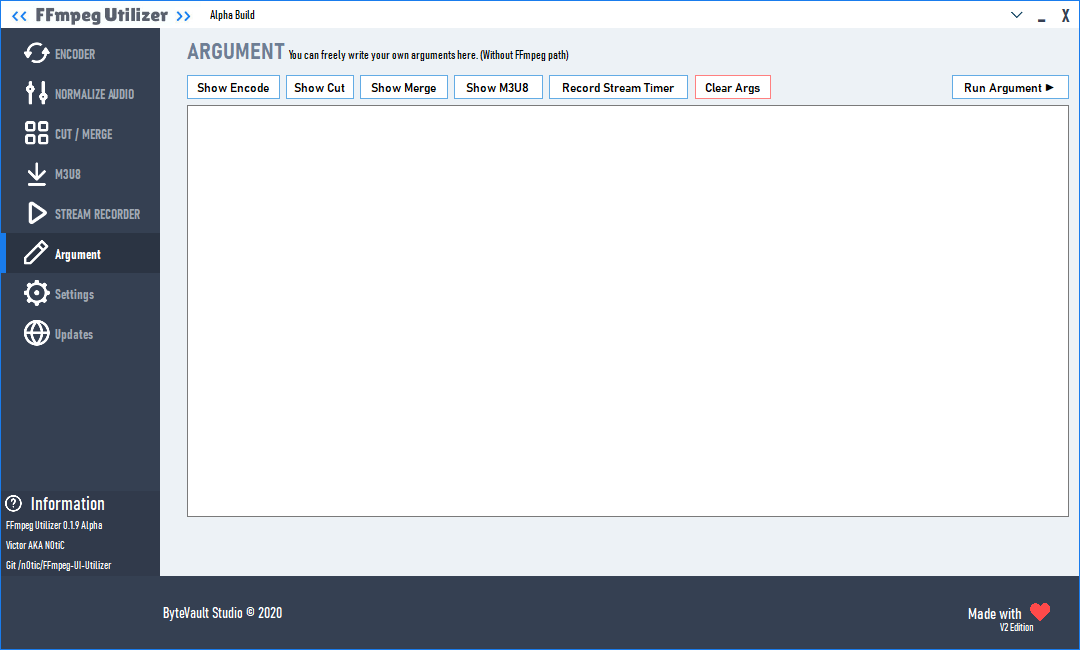 << FFmpeg Utilizer >> Alpha Build
ENCODER
NORMALIZE AUDIO
CUT / MERGE
M3U8
STREAM RECORDER
Argument
Settings
Updates
Information
FFmpeg Utilizer 0.1.9 Alpha
Victor AKA N0tiC
Git /n0tic/FFmpeg-UI-Utilizer
ARGUMENT You can freely write your own arguments here. (Without FFmpeg path)
Show Encode Show Cut Show Merge Show M3U8 Record Stream Timer Clear Args Run Argument ►
ByteVault Studio © 2020
Made with ❤
V2 Edition